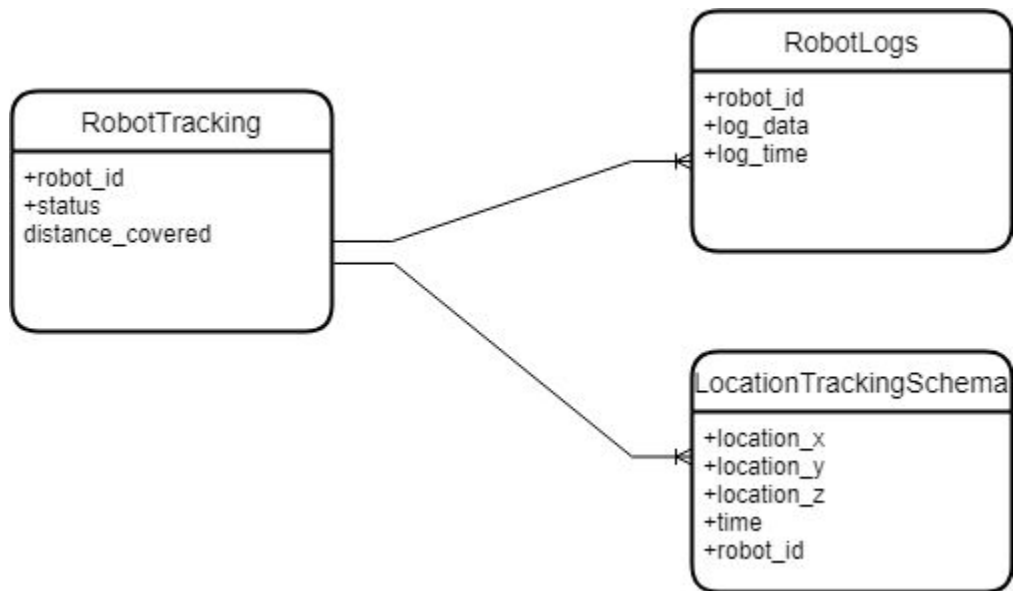 RobotTracking
+robot_id
+status
distance_covered
RobotLogs
+robot_id
+log_data
+log_time
LocationTrackingSchema
+location_x
+location_y
+location_z
+time
+robot_id